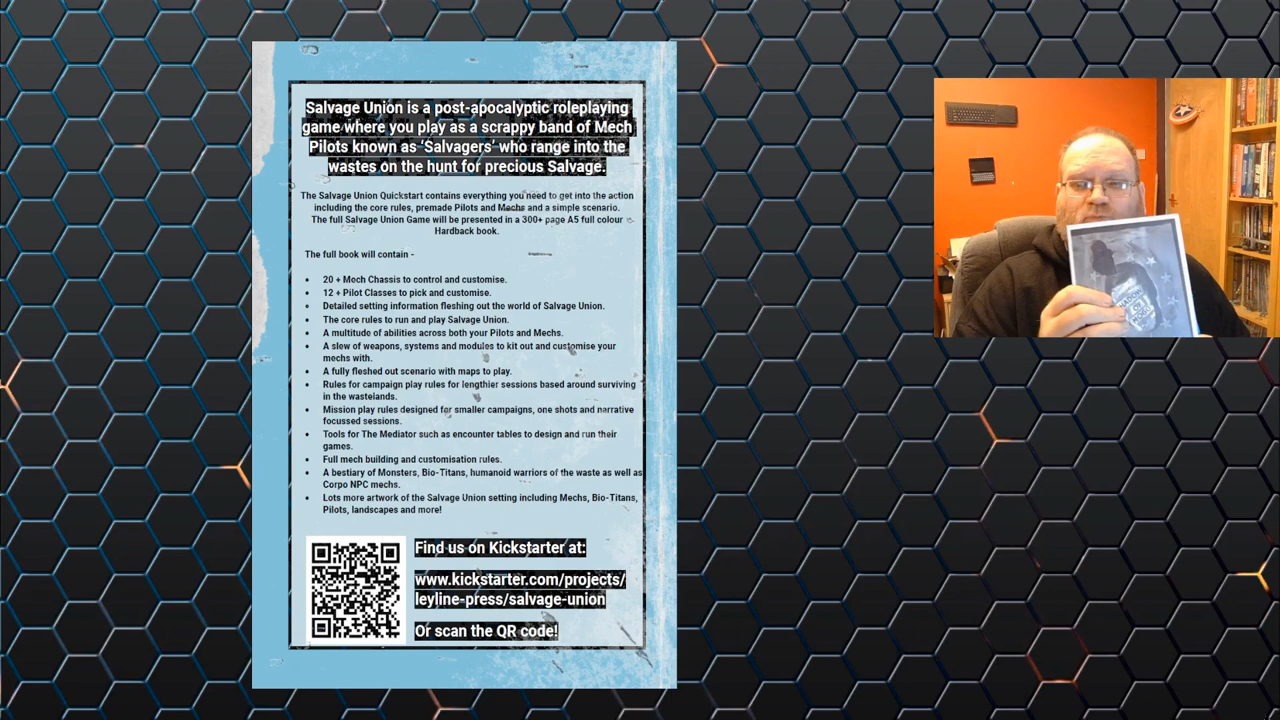 Salvage Union is a post-apocalyptic roleplaying
game where you play as a scrappy band of Mech
Pilots known as ‘Salvagers’ who range into the
wastes on the hunt for precious Salvage.
The Salvage Union Quickstart contains everything you need to get into the action
including the core rules, premade Pilots and Mechs and a simple scenario.
The full Salvage Union Game will be presented in a 300+ page A5 full colour
Hardback book.
The full book will contain -
• 20 + Mech Chassis to control and customise.
• 12 + Pilot Classes to pick and customise.
• Detailed setting information fleshing out the world of Salvage Union.
• The core rules to run and play Salvage Union.
• A multitude of abilities across both your Pilots and Mechs.
• A slew of weapons, systems and modules to kit out and customise your
mechs with.
• A fully fleshed out scenario with maps to play.
• Rules for campaign play rules for lengthier sessions based around surviving
in the wastelands.
• Mission play rules designed for smaller campaigns, one shots and narrative
focussed sessions.
• Tools for The Mediator such as encounter tables to design and run their
games.
• Full mech building and customisation rules.
• A bestiary of Monsters, Bio-Titans, humanoid warriors of the waste as well as
Corpo NPC mechs.
• Lots more artwork of the Salvage Union setting including Mechs, Bio-Titans,
Pilots, landscapes and more!
Find us on Kickstarter at:
www.kickstarter.com/projects/
leyline-press/salvage-union
Or scan the QR code!